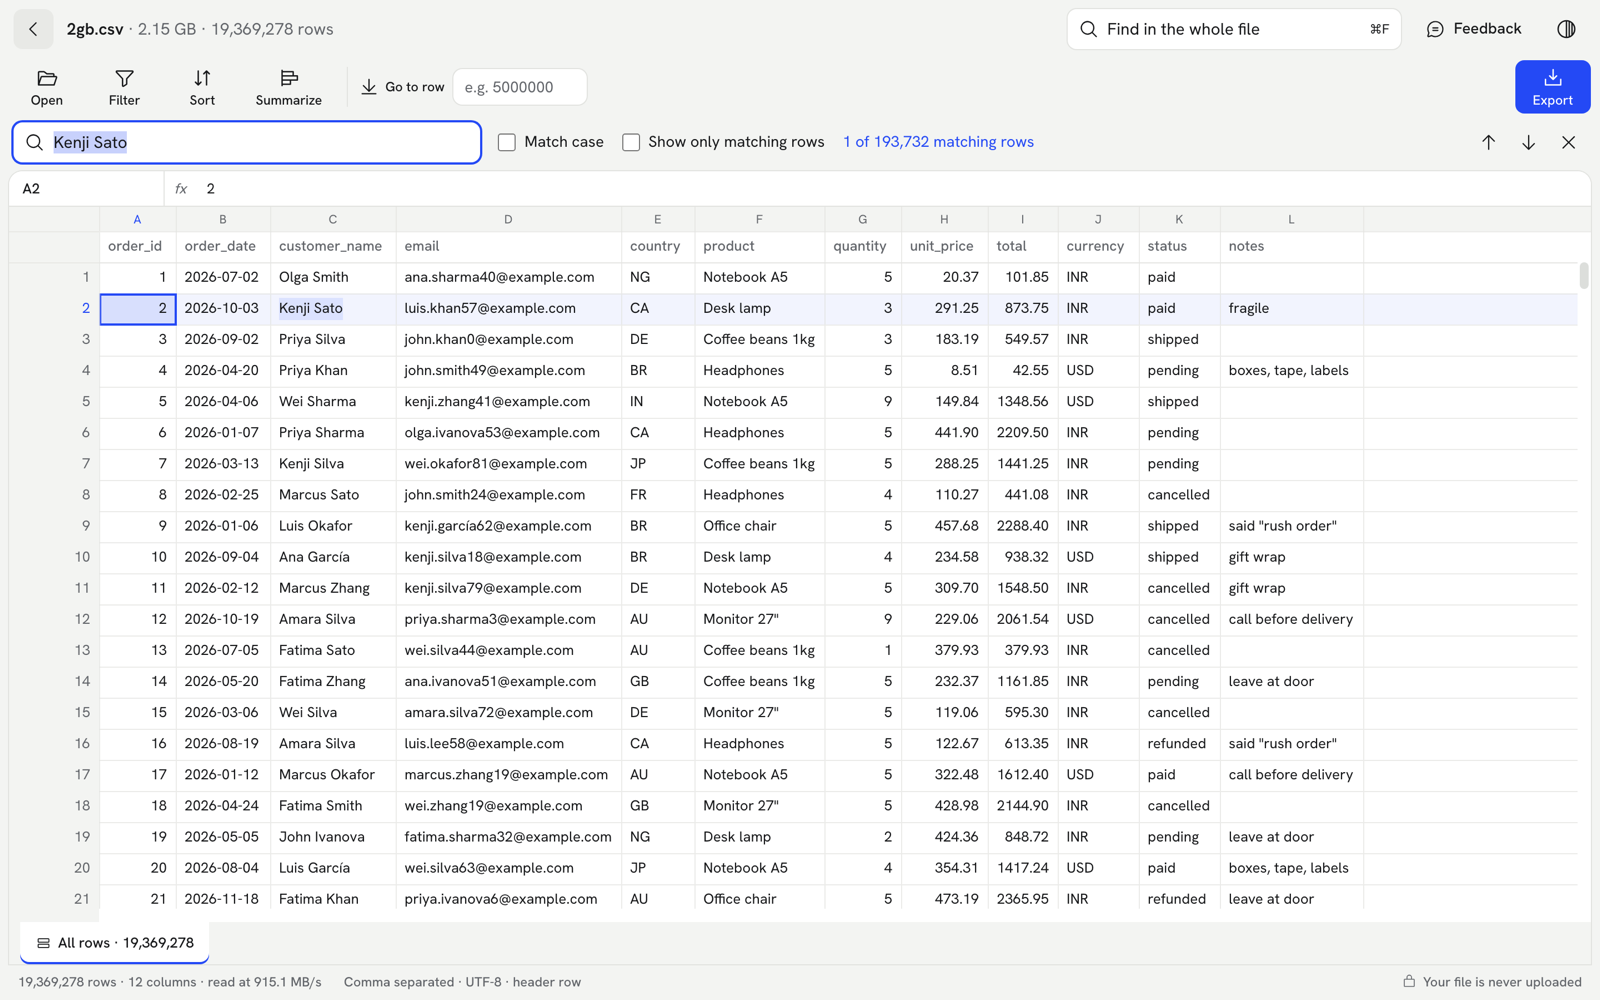 2gb.csv · 2.15 GB · 19,369,278 rows Find in the whole file ⌘F Feedback
Open Filter Sort Summarize Go to row e.g. 5000000 Export
Kenji Sato Match case Show only matching rows 1 of 193,732 matching rows
A2 fx 2
A B C D E F G H I J K L
order_id order_date customer_name email country product quantity unit_price total currency status notes
1 1 2026-07-02 Olga Smith ana.sharma40@example.com NG Notebook A5 5 20.37 101.85 INR paid
2 2 2026-10-03 Kenji Sato luis.khan57@example.com CA Desk lamp 3 291.25 873.75 INR paid fragile
3 3 2026-09-02 Priya Silva john.khan0@example.com DE Coffee beans 1kg 3 183.19 549.57 INR shipped
4 4 2026-04-20 Priya Khan john.smith49@example.com BR Headphones 5 8.51 42.55 USD pending boxes, tape, labels
5 5 2026-04-06 Wei Sharma kenji.zhang41@example.com IN Notebook A5 9 149.84 1348.56 USD shipped
6 6 2026-01-07 Priya Sharma olga.ivanova53@example.com CA Headphones 5 441.90 2209.50 INR pending
7 7 2026-03-13 Kenji Silva wei.okafor81@example.com JP Coffee beans 1kg 5 288.25 1441.25 INR pending
8 8 2026-02-25 Marcus Sato john.smith24@example.com FR Headphones 4 110.27 441.08 INR cancelled
9 9 2026-01-06 Luis Okafor kenji.garcía62@example.com BR Office chair 5 457.68 2288.40 INR shipped said "rush order"
10 10 2026-09-04 Ana García kenji.silva18@example.com BR Desk lamp 4 234.58 938.32 USD shipped gift wrap
11 11 2026-02-12 Marcus Zhang kenji.silva79@example.com DE Notebook A5 5 309.70 1548.50 INR cancelled gift wrap
12 12 2026-10-19 Amara Silva priya.sharma3@example.com AU Monitor 27" 9 229.06 2061.54 USD cancelled call before delivery
13 13 2026-07-05 Fatima Sato wei.silva44@example.com AU Coffee beans 1kg 1 379.93 379.93 INR cancelled
14 14 2026-05-20 Fatima Zhang ana.ivanova51@example.com GB Coffee beans 1kg 5 232.37 1161.85 INR pending leave at door
15 15 2026-03-06 Wei Silva amara.silva72@example.com DE Monitor 27" 5 119.06 595.30 INR cancelled
16 16 2026-08-19 Amara Silva luis.lee58@example.com CA Headphones 5 122.67 613.35 INR refunded said "rush order"
17 17 2026-01-12 Marcus Okafor marcus.zhang19@example.com AU Notebook A5 5 322.48 1612.40 USD paid call before delivery
18 18 2026-04-24 Fatima Smith wei.zhang19@example.com GB Monitor 27" 5 428.98 2144.90 INR cancelled
19 19 2026-05-05 John Ivanova fatima.sharma32@example.com NG Desk lamp 2 424.36 848.72 INR pending leave at door
20 20 2026-08-04 Luis García wei.silva63@example.com JP Notebook A5 4 354.31 1417.24 USD paid boxes, tape, labels
21 21 2026-11-18 Fatima Khan priya.ivanova6@example.com AU Office chair 5 473.19 2365.95 INR refunded leave at door
All rows · 19,369,278
19,369,278 rows · 12 columns · read at 915.1 MB/s Comma separated · UTF-8 · header row Your file is never uploaded